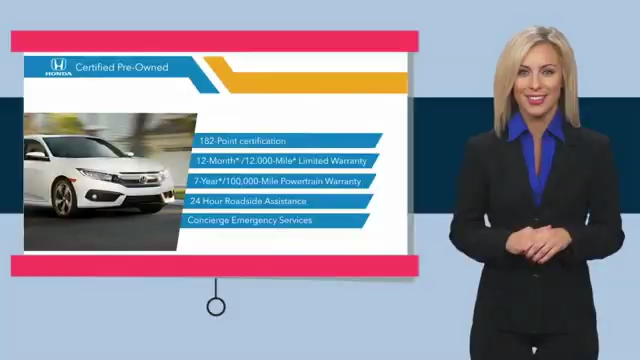 HONDA
Certified Pre-Owned
182-Point certification
12-Month*/12,000-Mile* Limited Warranty
7-Year*/100,000-Mile Powertrain Warranty
24 Hour Roadside Assistance
Concierge Emergency Services